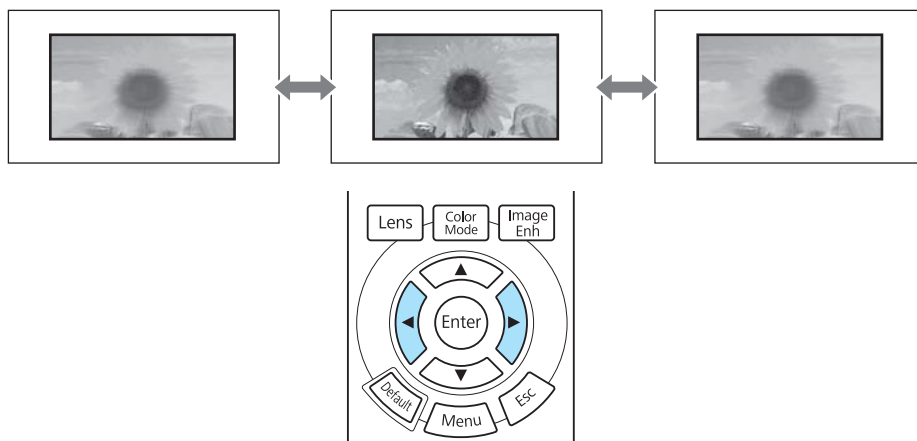 Lens
Color
Mode
Image
Enh
Enter
Default
Menu
Esc